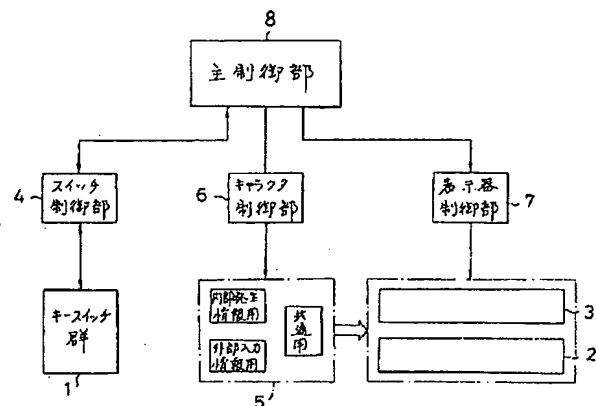 8
主制御部
4
スイッチ
制御部
6
キャラクタ
制御部
表示器
制御部
7
キースイッチ
群
1
内部発生
情報用
外部入力
情報用
共通用
5
3
2